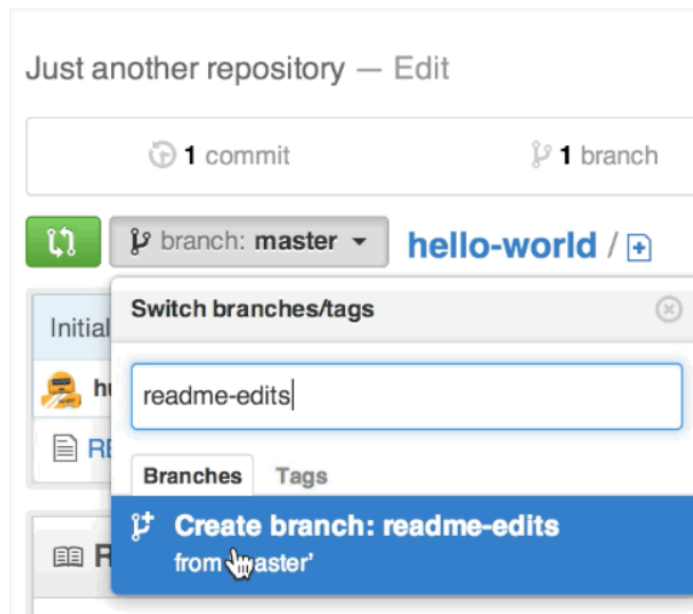 Just another repository — Edit
1 commit
1 branch
branch: master
hello-world /
Switch branches/tags
Initial
readme-edits
Branches
Tags
Create branch: readme-edits
from